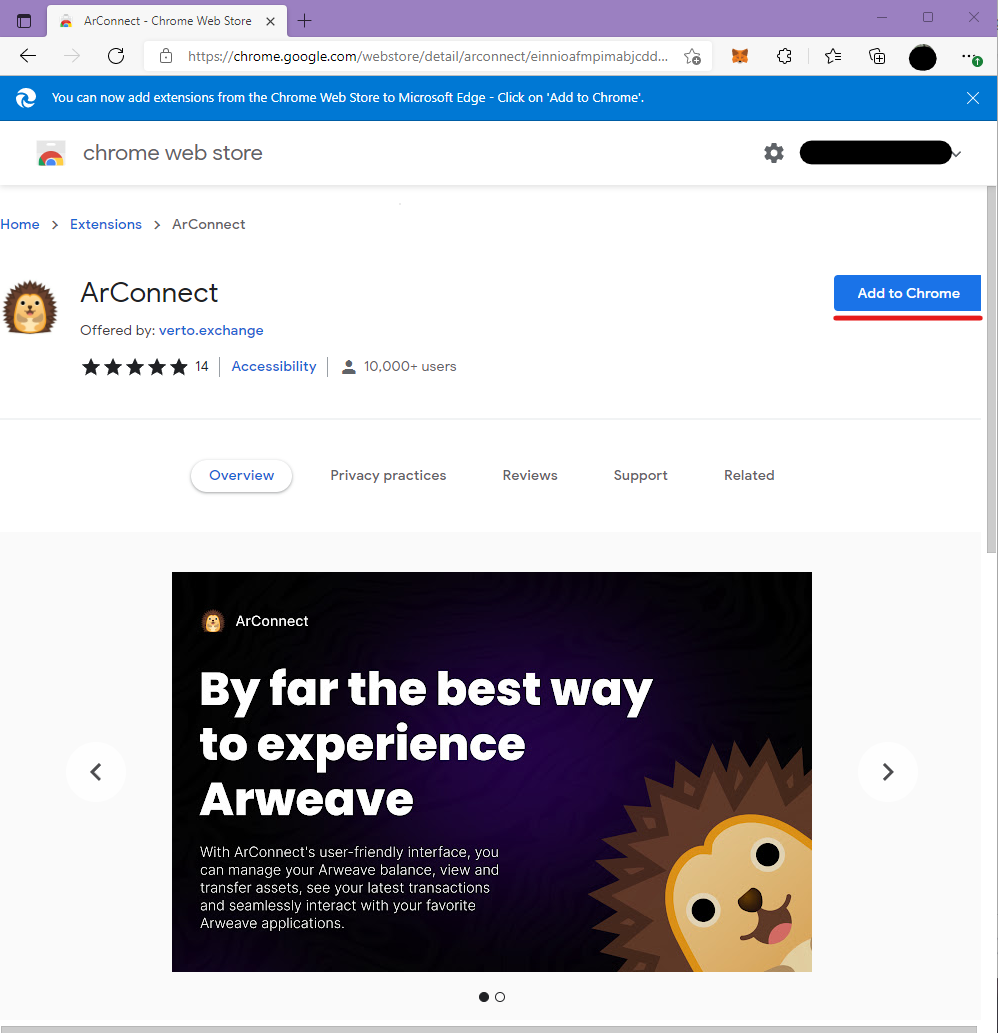 ArConnect - Chrome Web Store
https://chrome.google.com/webstore/detail/arconnect/einnioafmpimabjcdd...
You can now add extensions from the Chrome Web Store to Microsoft Edge - Click on 'Add to Chrome'.
chrome web store
Home > Extensions > ArConnect
ArConnect
Add to Chrome
Offered by: verto.exchange
14 Accessibility 10,000+ users
Overview Privacy practices Reviews Support Related
ArConnect
By far the best way
to experience
Arweave
With ArConnect's user-friendly interface, you
can manage your Arweave balance, view and
transfer assets, see your latest transactions
and seamlessly interact with your favorite
Arweave applications.